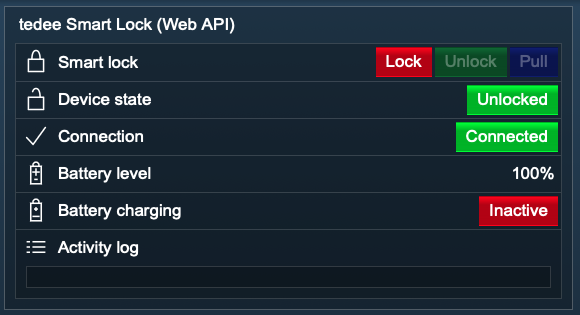 tedee Smart Lock (Web API)
Smart lock Lock Unlock Pull
Device state Unlocked
Connection Connected
Battery level 100%
Battery charging Inactive
Activity log